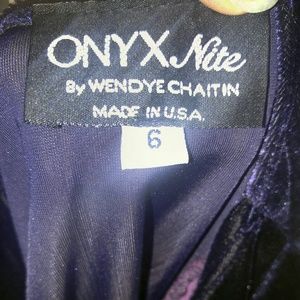 ONYX Nite
By WENDYE CHAITIN
MADE IN U.S.A.
6